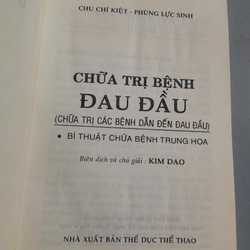 CHU CHÍ KIỆT - PHÙNG LỰC SINH
CHỮA TRỊ BỆNH
ĐAU ĐẦU
(CHỮA TRỊ CÁC BỆNH DẪN ĐẾN ĐAU ĐẦU)
• BÍ THUẬT CHỮA BỆNH TRUNG HOA
Biên dịch và chú giải : KIM DAO
NHÀ XUẤT BẢN THỂ DỤC THỂ THAO